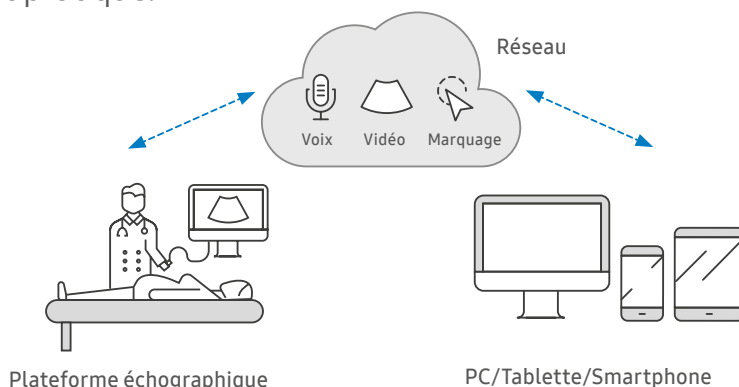 Réseau
Voix Vidéo Marquage
Plateforme échographique
PC/Tablette/Smartphone